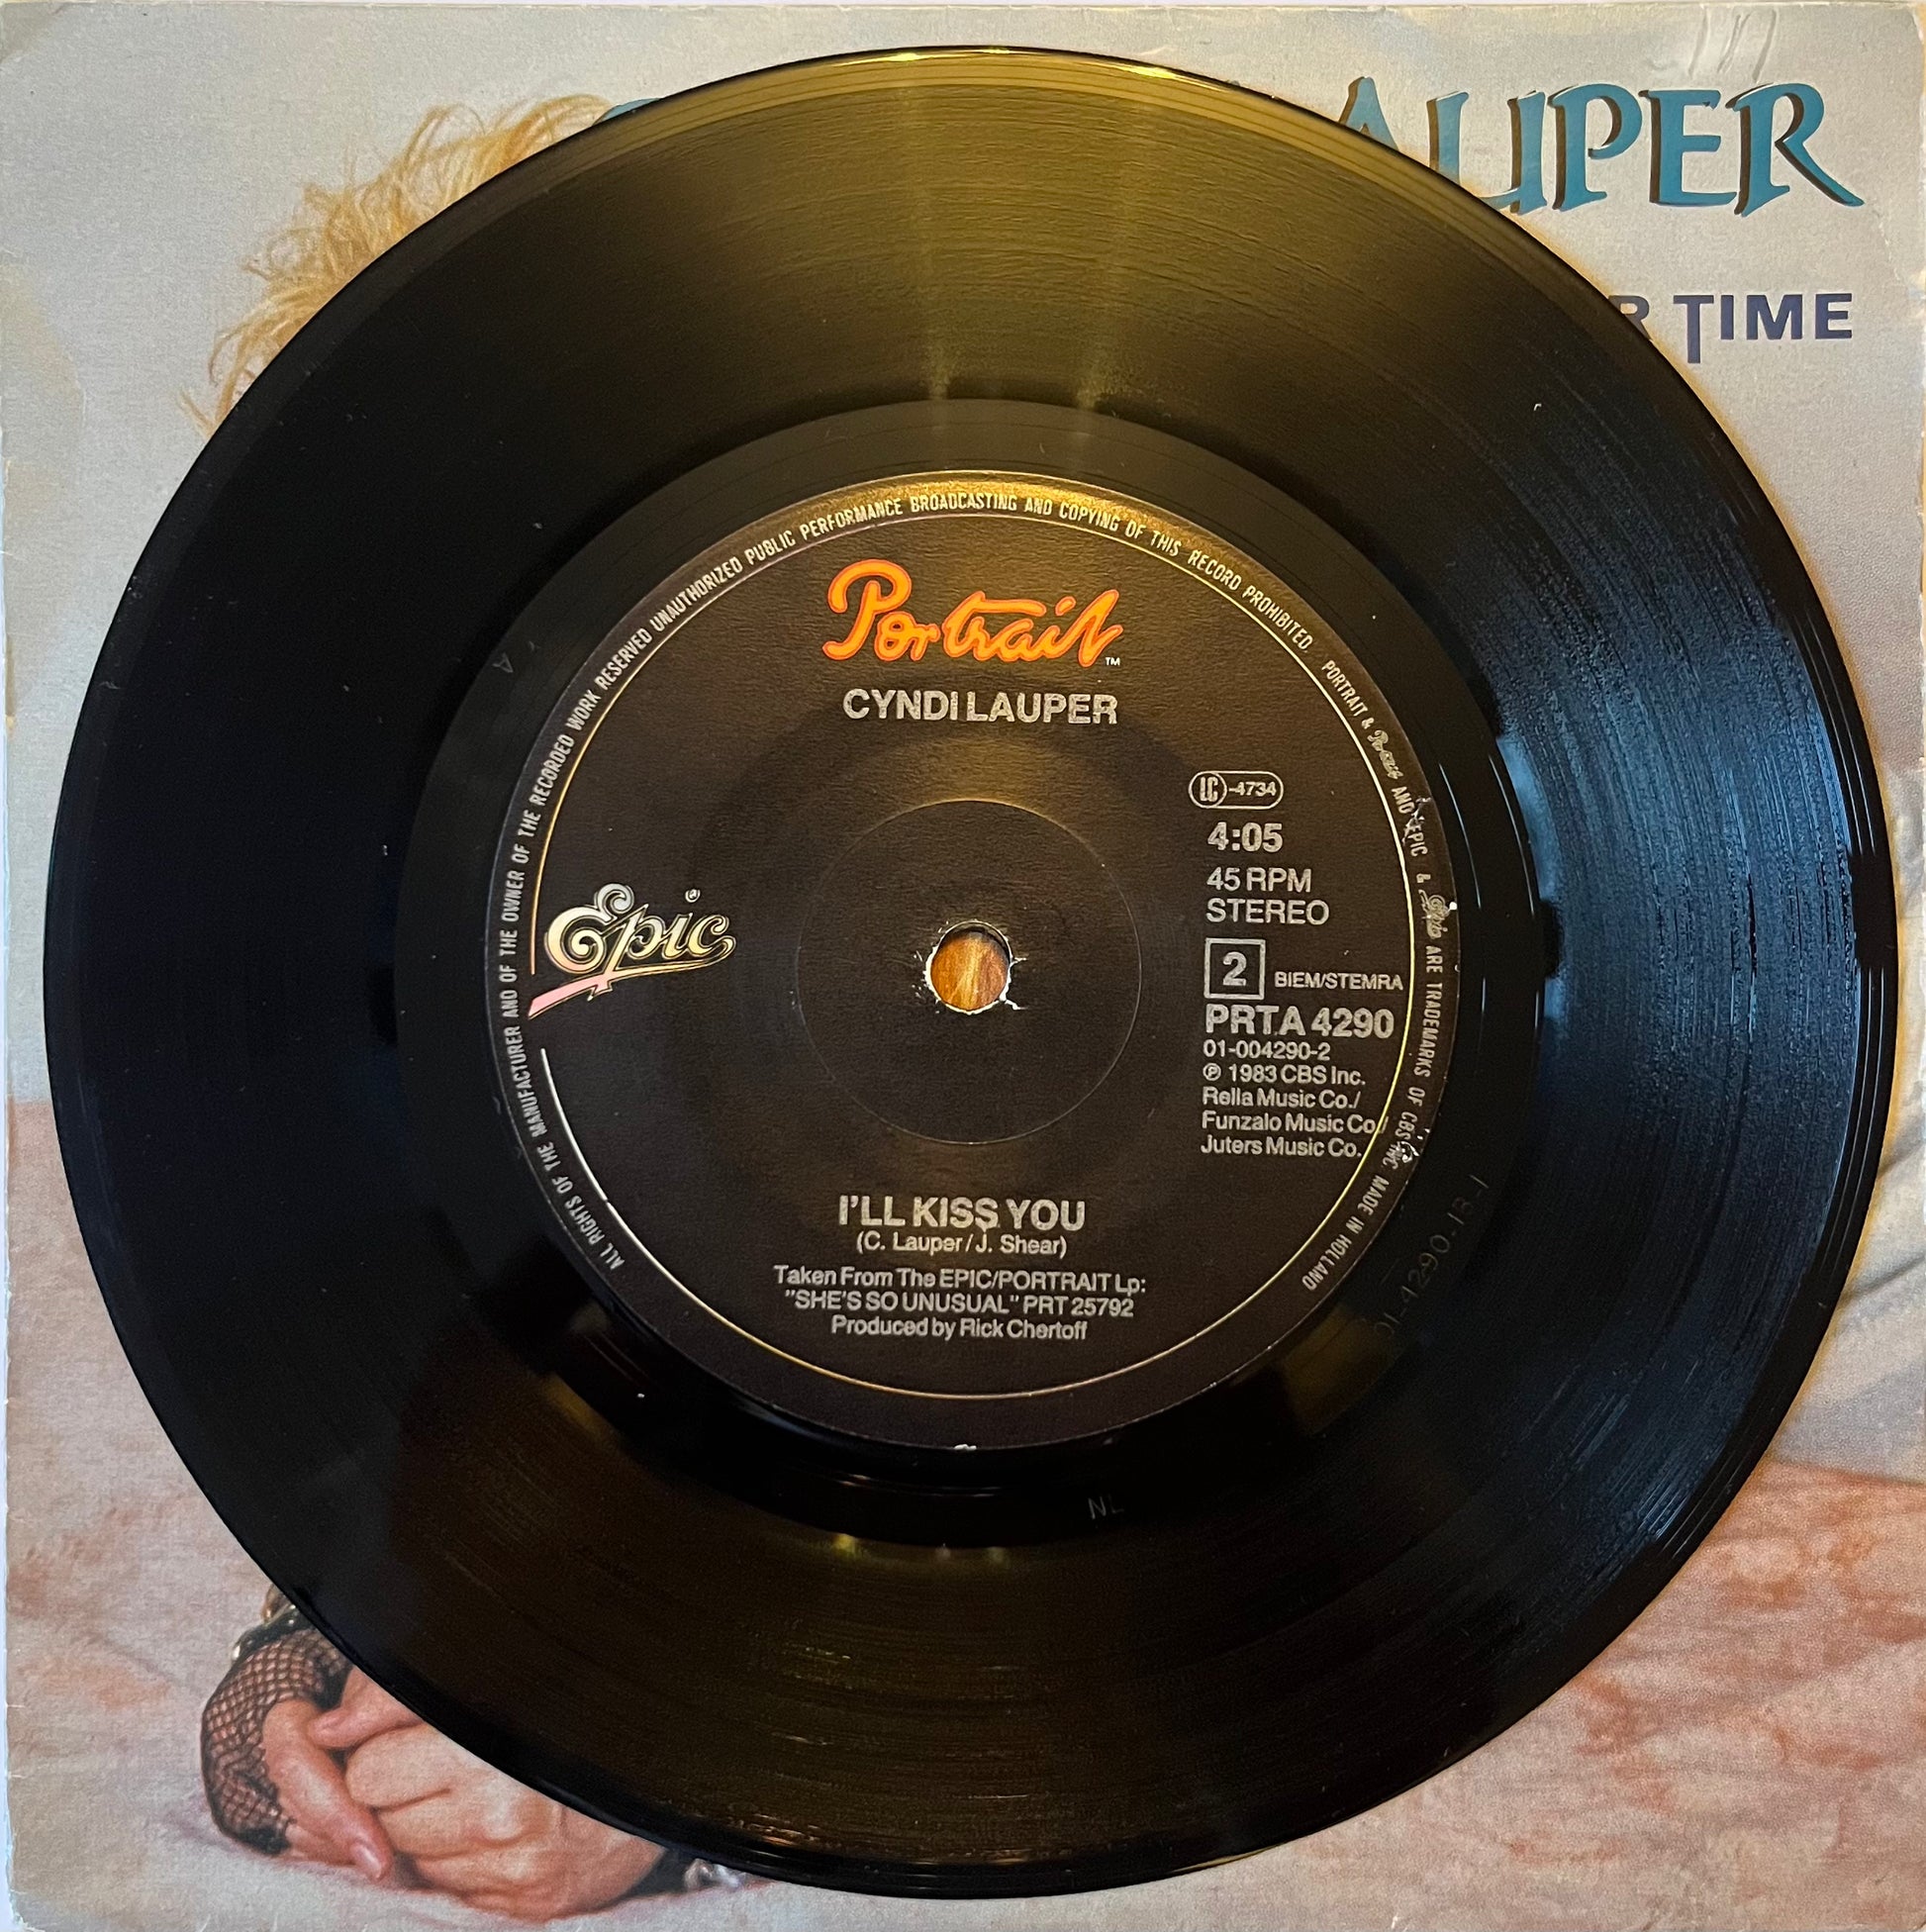 AUPER
R TIME
ALL RIGHTS OF THE MANUFACTURER AND OF THE OWNER OF THE RECORDED WORK RESERVED UNAUTHORIZED PUBLIC PERFORMANCE BROADCASTING AND COPYING OF THIS RECORD PROHIBITED. PORTRAIT & Portrait AND EPIC & Epic ARE TRADEMARKS OF CBS INC. MADE IN HOLLAND
Portrait™
CYNDI LAUPER
LC-4734
4:05
45 RPM
STEREO
Epic®
2 BIEM/STEMRA
PRTA 4290
01-004290-2
℗ 1983 CBS Inc.
Rella Music Co./
Funzalo Music Co./
Juters Music Co.
I'LL KISS YOU
(C. Lauper/J. Shear)
Taken From The EPIC/PORTRAIT Lp:
"SHE'S SO UNUSUAL" PRT 25792
Produced by Rick Chertoff
A
NL